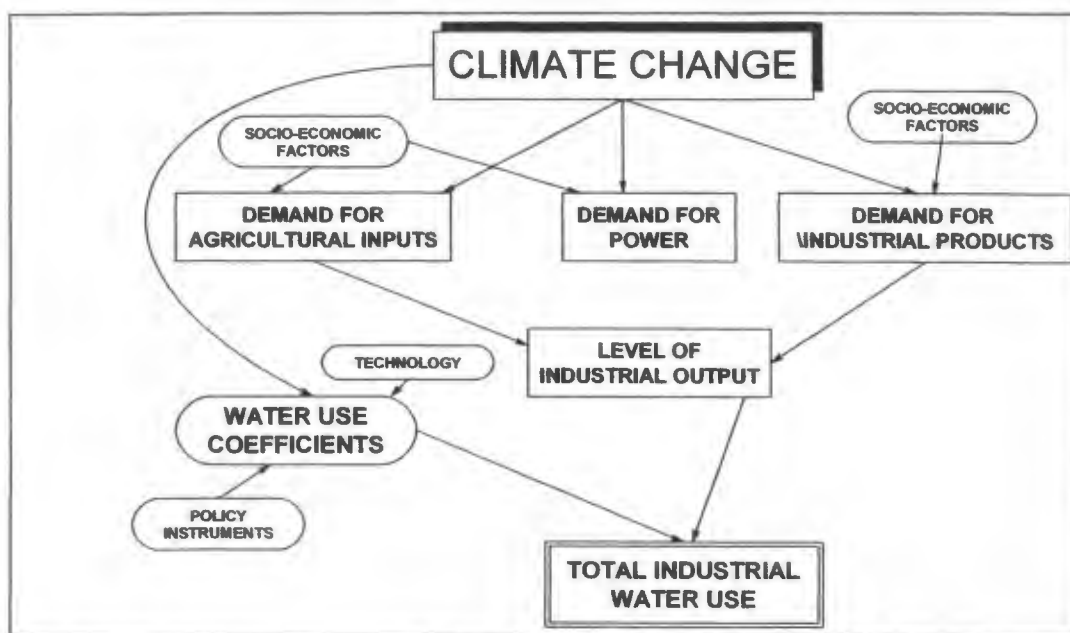 CLIMATE CHANGE
SOCIO-ECONOMIC
FACTORS
SOCIO-ECONOMIC
FACTORS
DEMAND FOR
AGRICULTURAL INPUTS
DEMAND FOR
POWER
DEMAND FOR
\INDUSTRIAL PRODUCTS
LEVEL OF
INDUSTRIAL OUTPUT
TECHNOLOGY
WATER USE
COEFFICIENTS
POLICY
INSTRUMENTS
TOTAL INDUSTRIAL
WATER USE